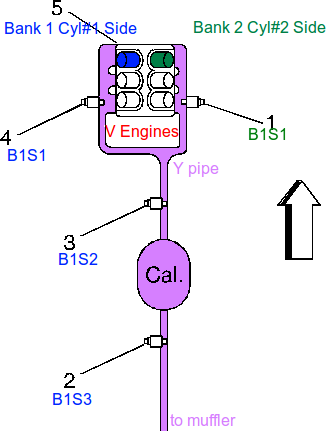 5
Bank 1 Cyl#1 Side
Bank 2 Cyl#2 Side
4
B1S1
V Engines
1
B1S1
Y pipe
3
B1S2
Cal.
2
B1S3
to muffler